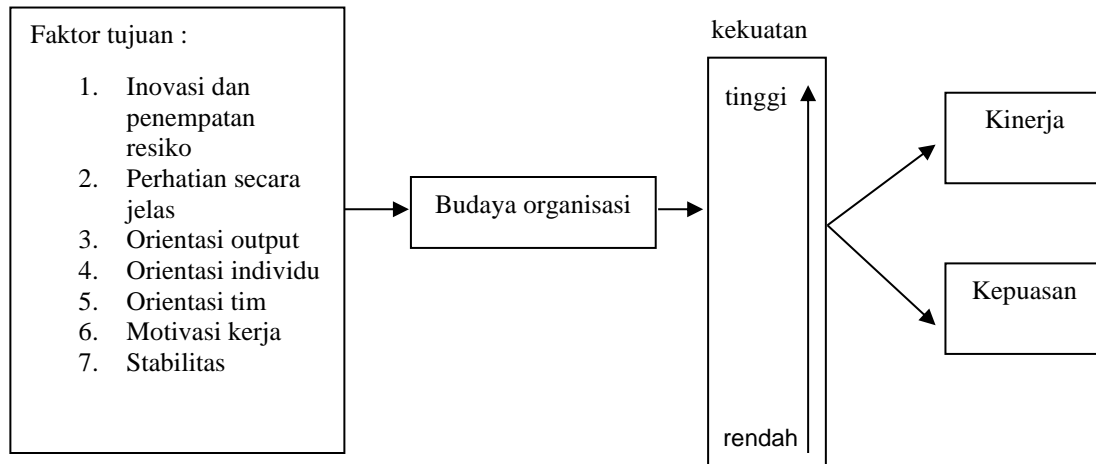 Faktor tujuan :
1. Inovasi dan
penempatan
resiko
2. Perhatian secara
jelas
3. Orientasi output
4. Orientasi individu
5. Orientasi tim
6. Motivasi kerja
7. Stabilitas
Budaya organisasi
kekuatan
tinggi
rendah
Kinerja
Kepuasan